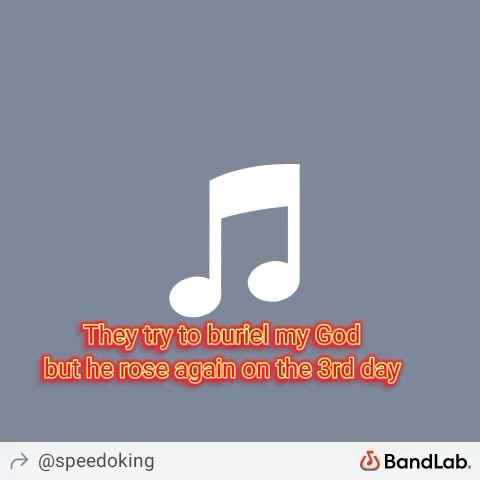 They try to buriel my God
but he rose again on the 3rd day
@speedoking
BandLab.